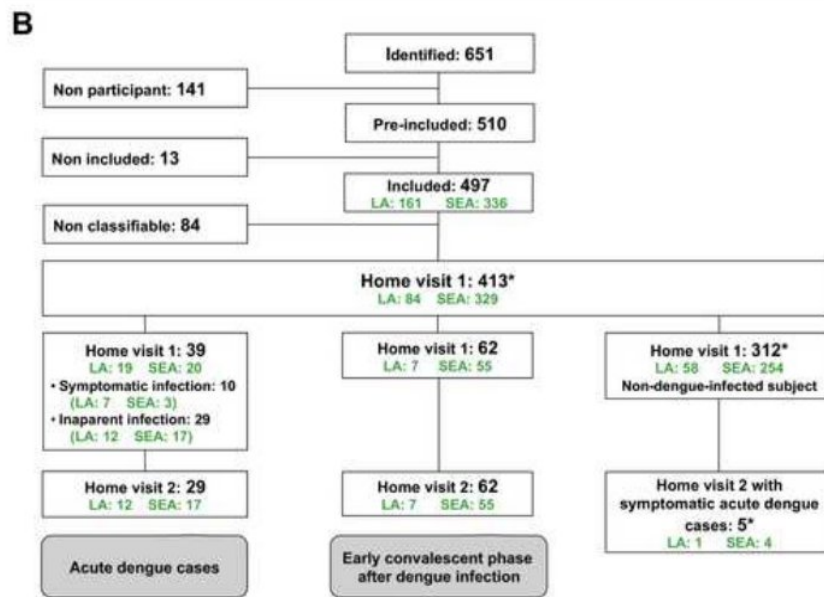 B
Identified: 651
Non participant: 141
Pre-included: 510
Non included: 13
Included: 497
LA: 161 SEA: 336
Non classifiable: 84
Home visit 1: 413*
LA: 84 SEA: 329
Home visit 1: 39
LA: 19 SEA: 20
• Symptomatic infection: 10
(LA: 7 SEA: 3)
• Inaparent infection: 29
(LA: 12 SEA: 17)
Home visit 1: 62
LA: 7 SEA: 55
Home visit 1: 312*
LA: 58 SEA: 254
Non-dengue-infected subject
Home visit 2: 29
LA: 12 SEA: 17
Home visit 2: 62
LA: 7 SEA: 55
Home visit 2 with
symptomatic acute dengue
cases: 5*
LA: 1 SEA: 4
Acute dengue cases
Early convalescent phase
after dengue infection